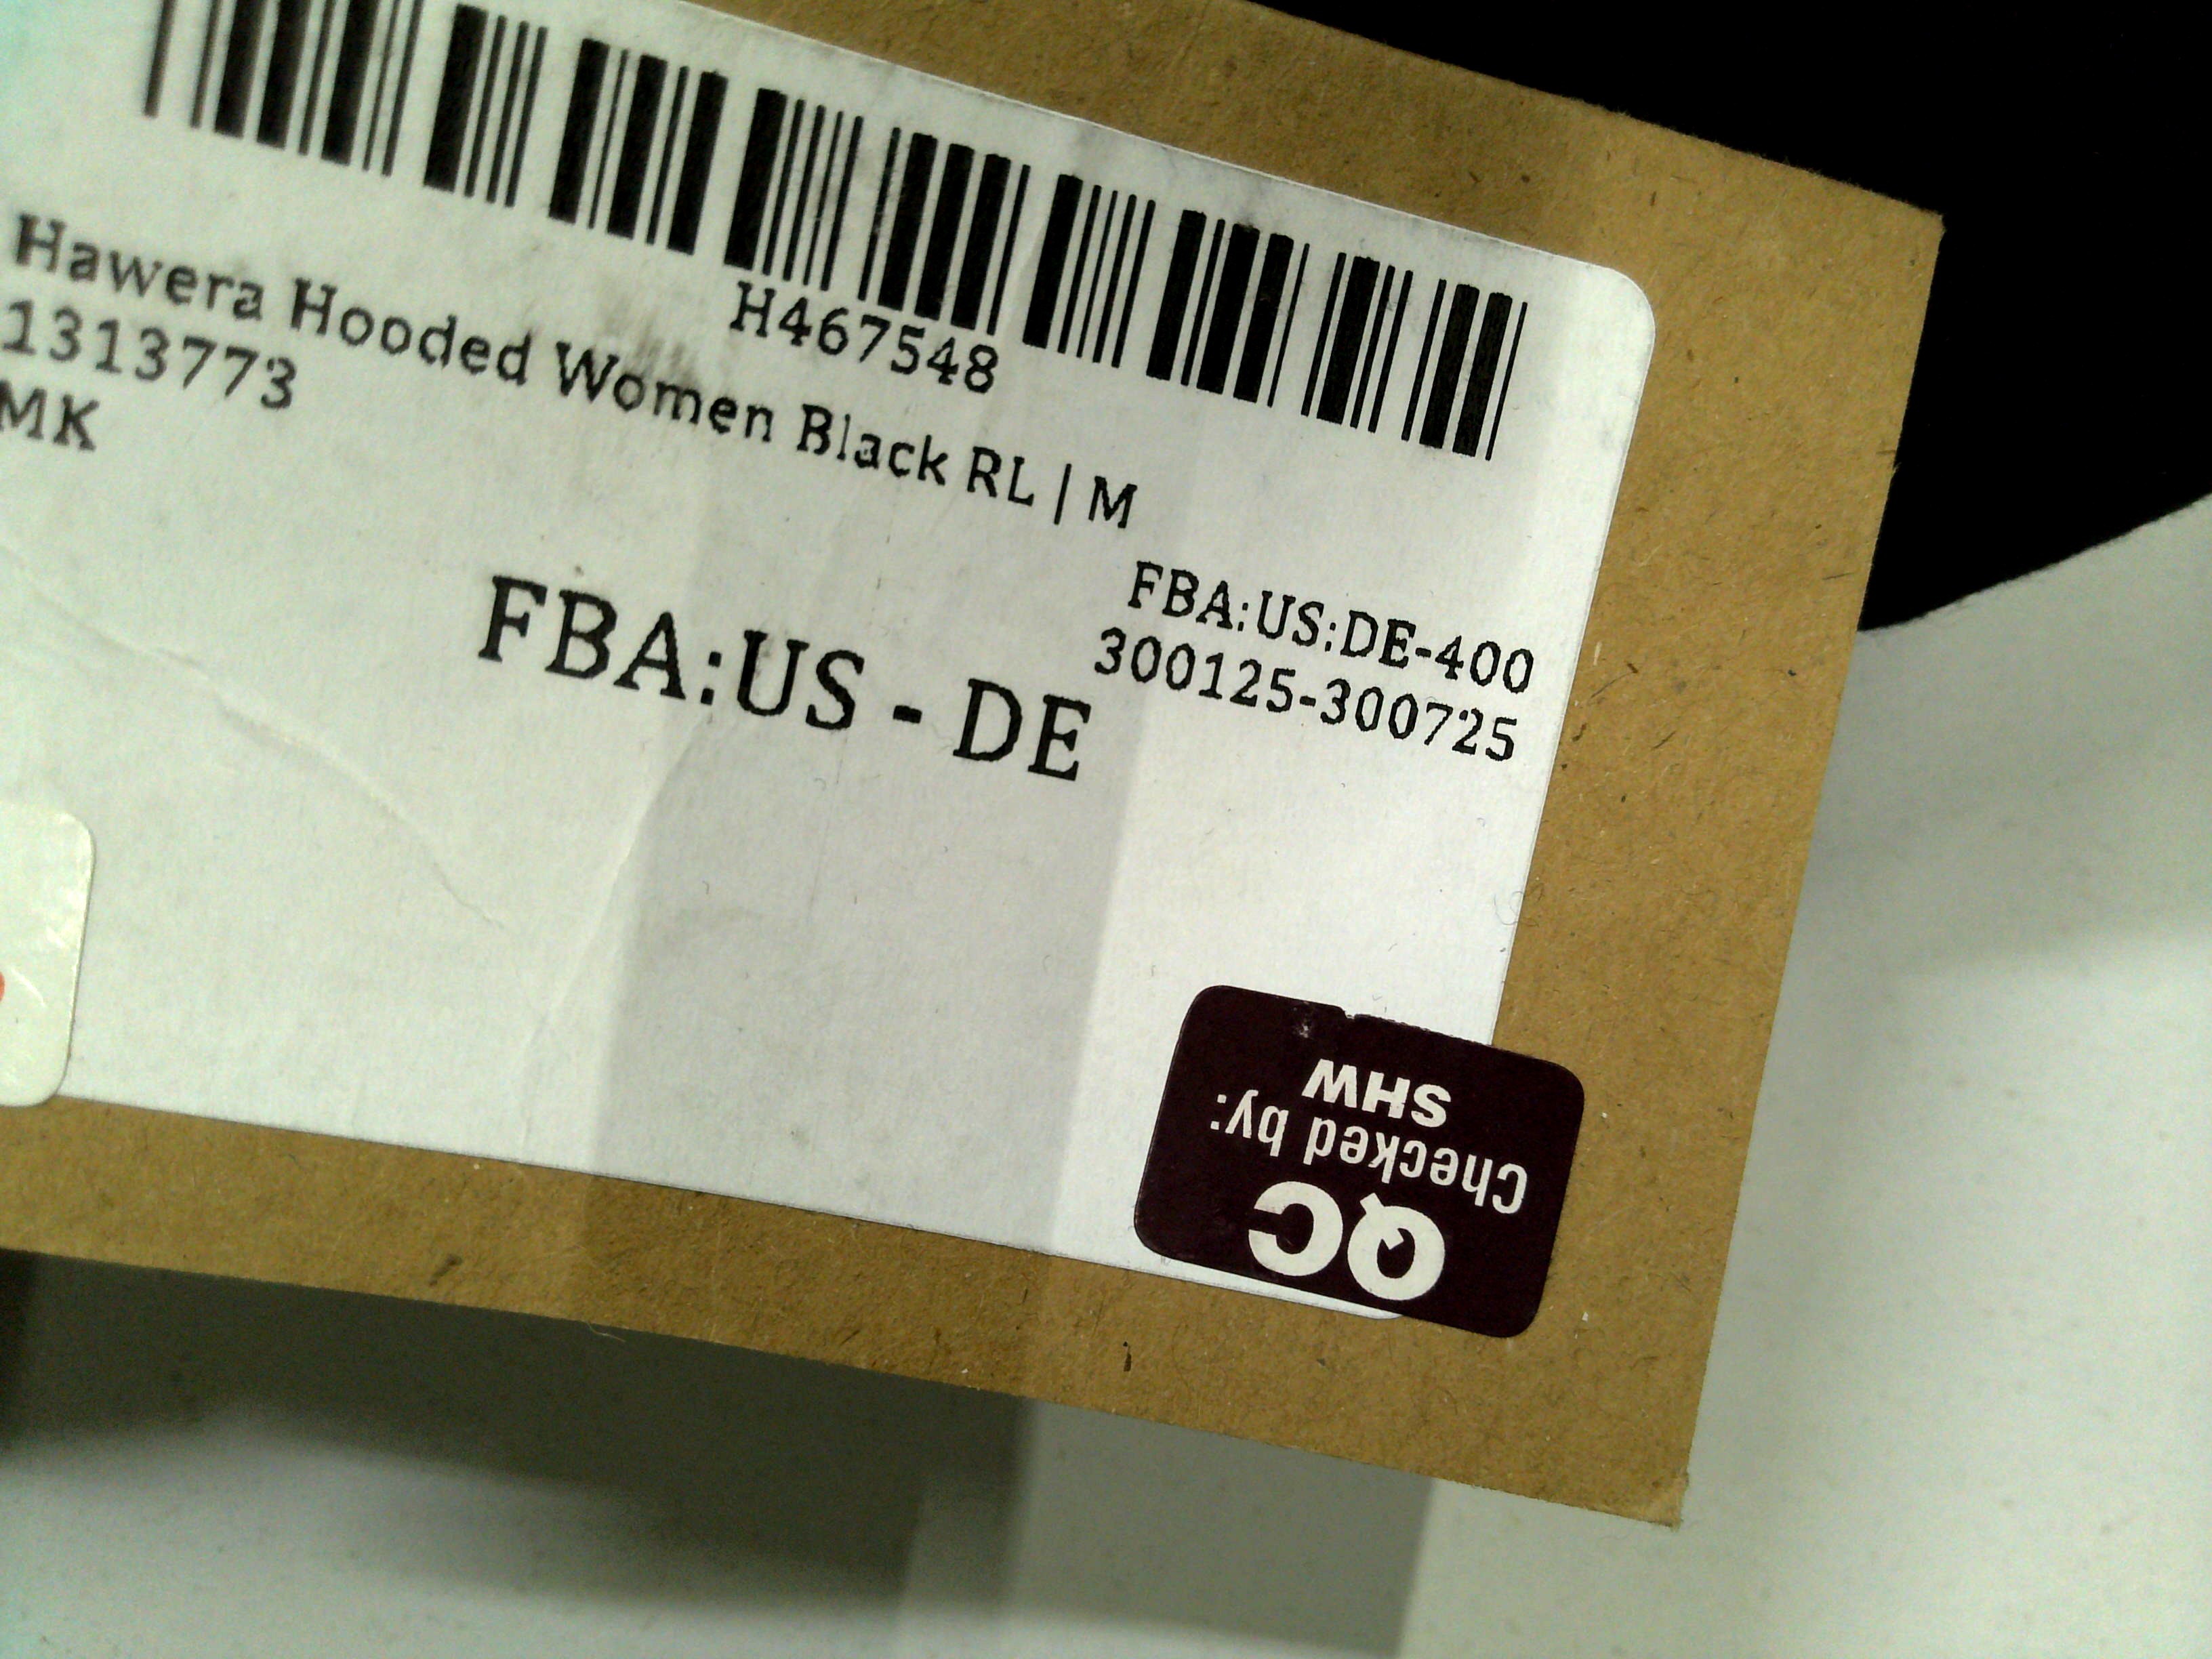 H467548
Hawera Hooded Women Black RL | M
1313773
MK
FBA:US:DE-400
300125-300725
FBA:US - DE
QC
Checked by:
SHW